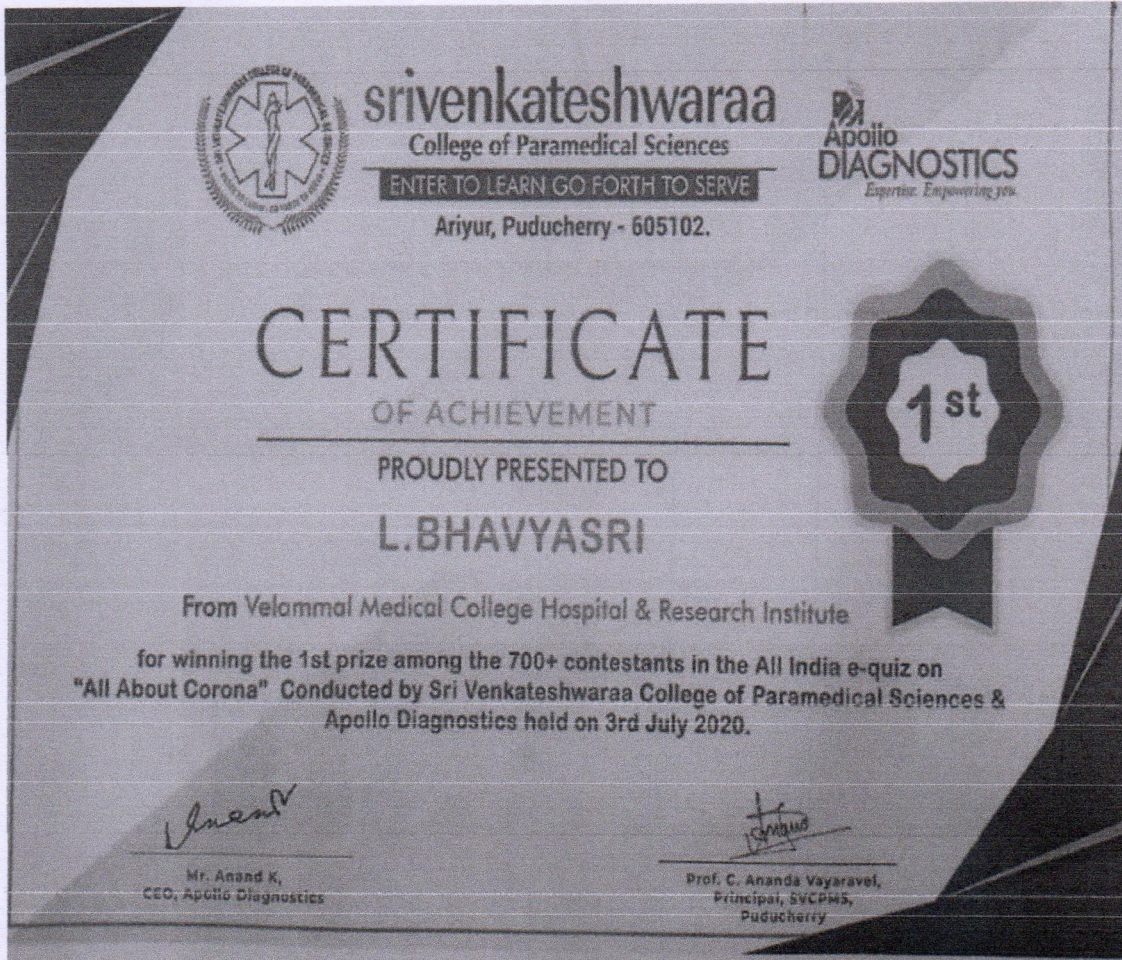 srivenkateshwaraa
College of Paramedical Sciences
ENTER TO LEARN GO FORTH TO SERVE
Ariyur, Puducherry - 605102.
Apollo
DIAGNOSTICS
Expertise. Empowering you.
CERTIFICATE
OF ACHIEVEMENT
1st
PROUDLY PRESENTED TO
L.BHAVYASRI
From Velammal Medical College Hospital & Research Institute
for winning the 1st prize among the 700+ contestants in the All India e-quiz on
"All About Corona" Conducted by Sri Venkateshwaraa College of Paramedical Sciences &
Apollo Diagnostics held on 3rd July 2020.
Mr. Anand K,
CEO, Apollo Diagnostics
Prof. C. Ananda Vayaravel,
Principal, SVCPMS,
Puducherry